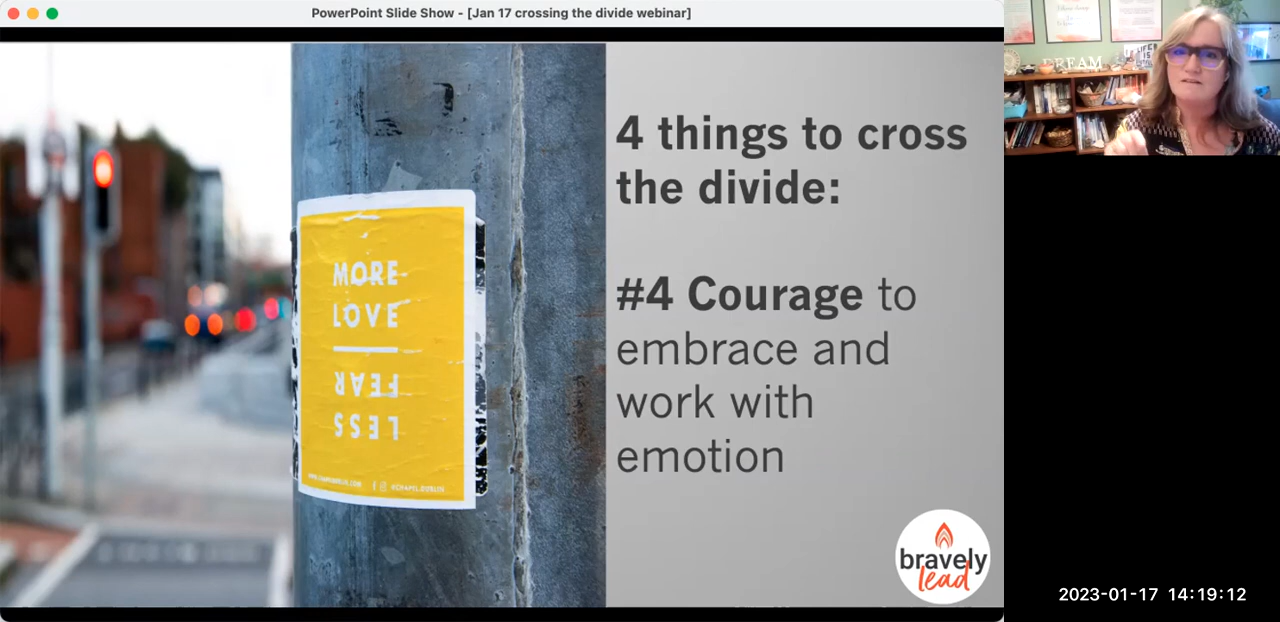 PowerPoint Slide Show - [Jan 17 crossing the divide webinar]
4 things to cross
the divide:
#4 Courage to
embrace and
work with
emotion
MORE
LOVE
FEAR
LESS
bravely
lead
DREAM
2023-01-17 14:19:12